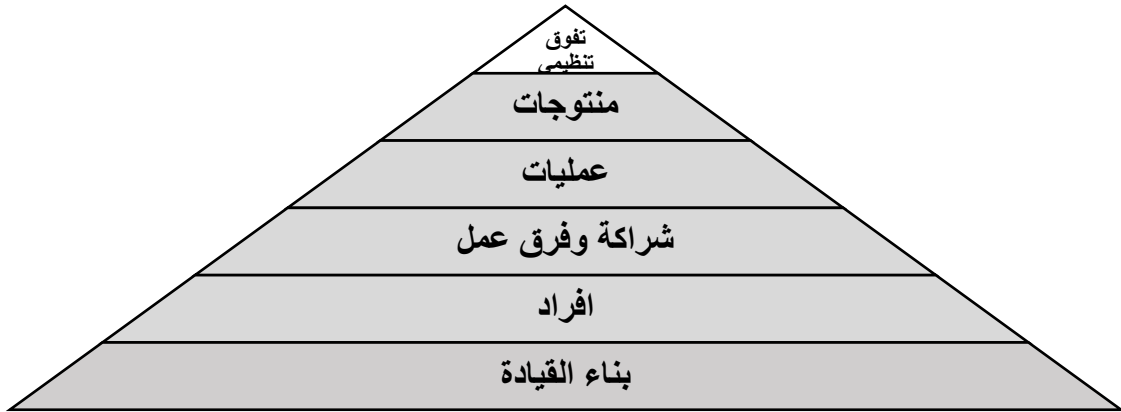 تفوق
تنظيمي
منتوجات
عمليات
شراكة وفرق عمل
افراد
بناء القيادة